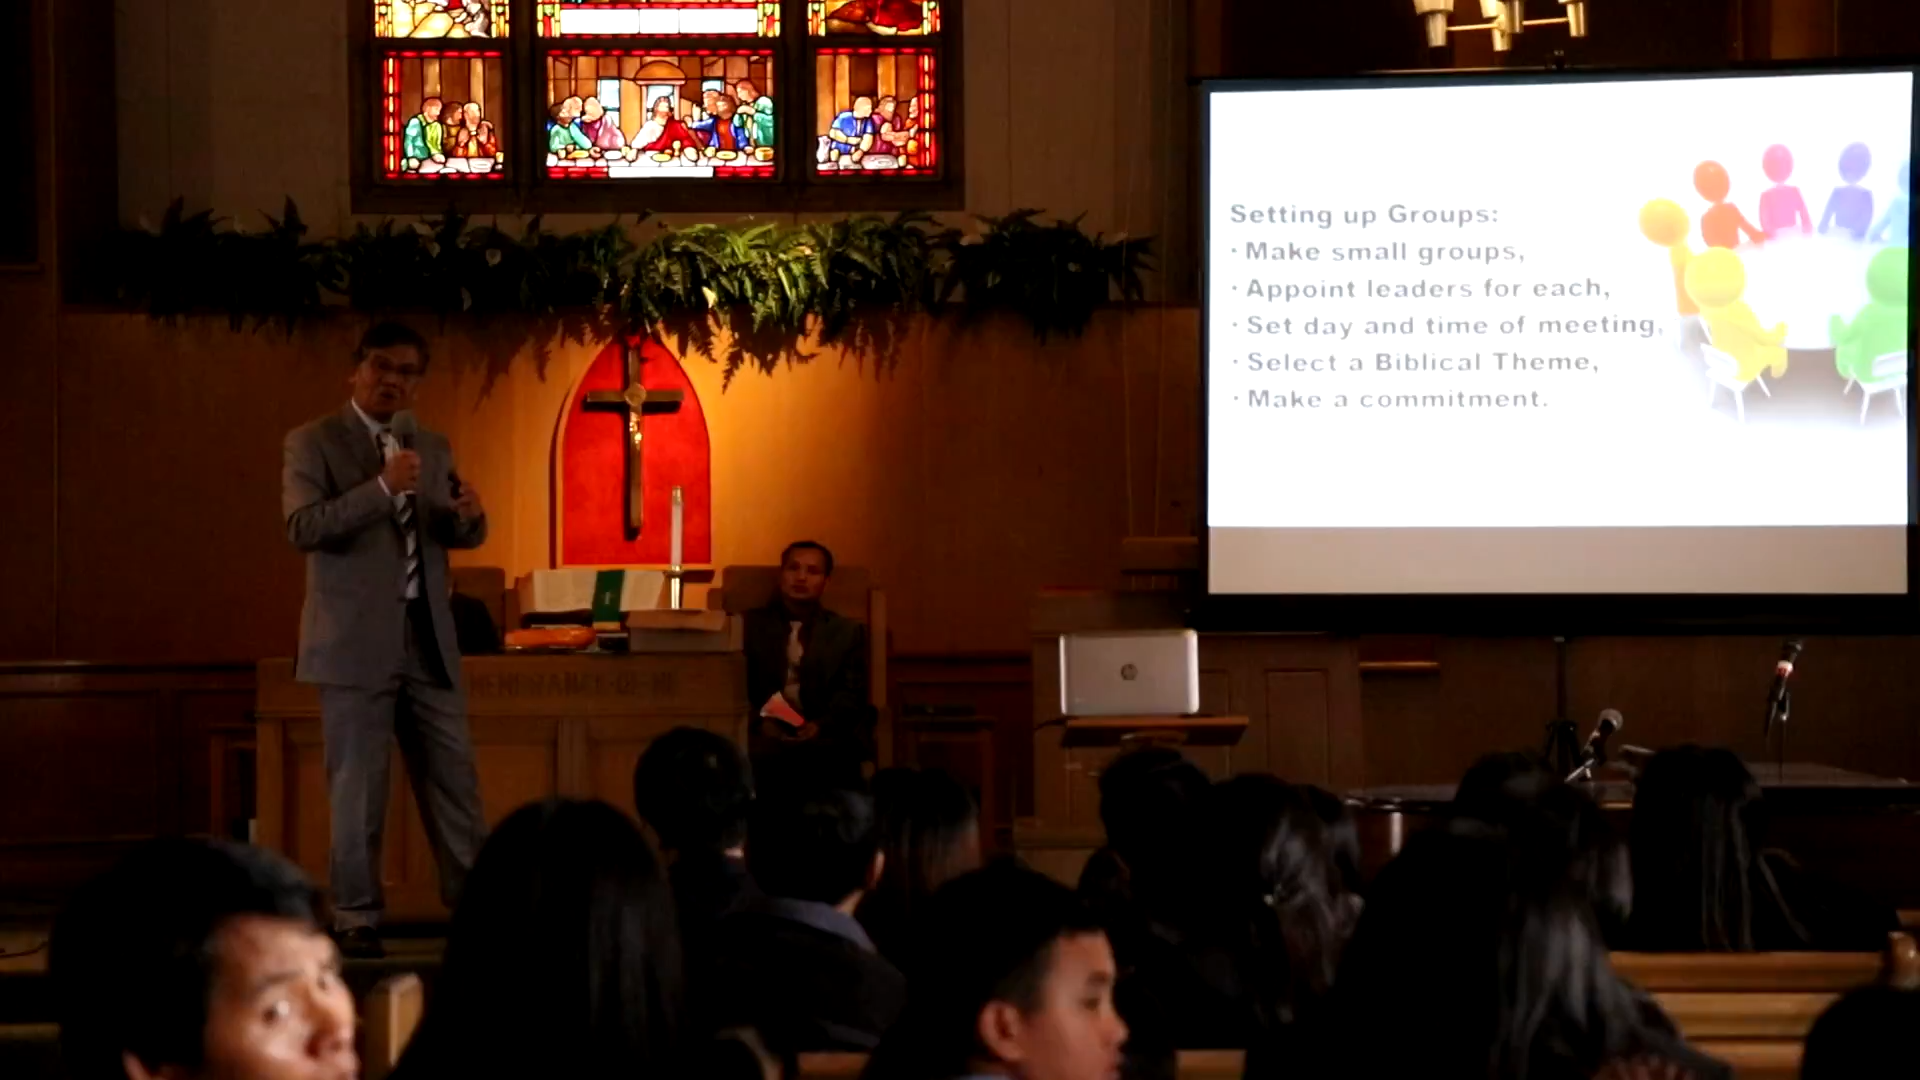 Setting up Groups:
· Make small groups,
· Appoint leaders for each,
· Set day and time of meeting,
· Select a Biblical Theme,
· Make a commitment.
hp